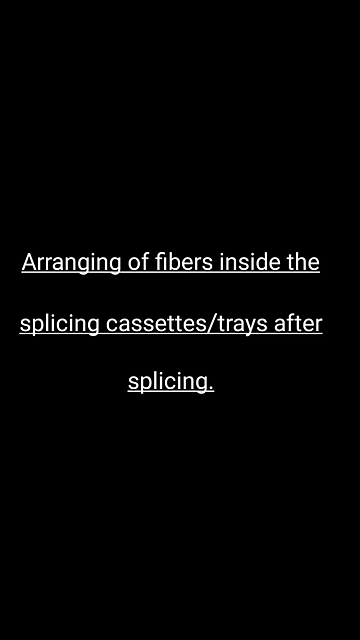 Arranging of fibers inside the
splicing cassettes/trays after
splicing.